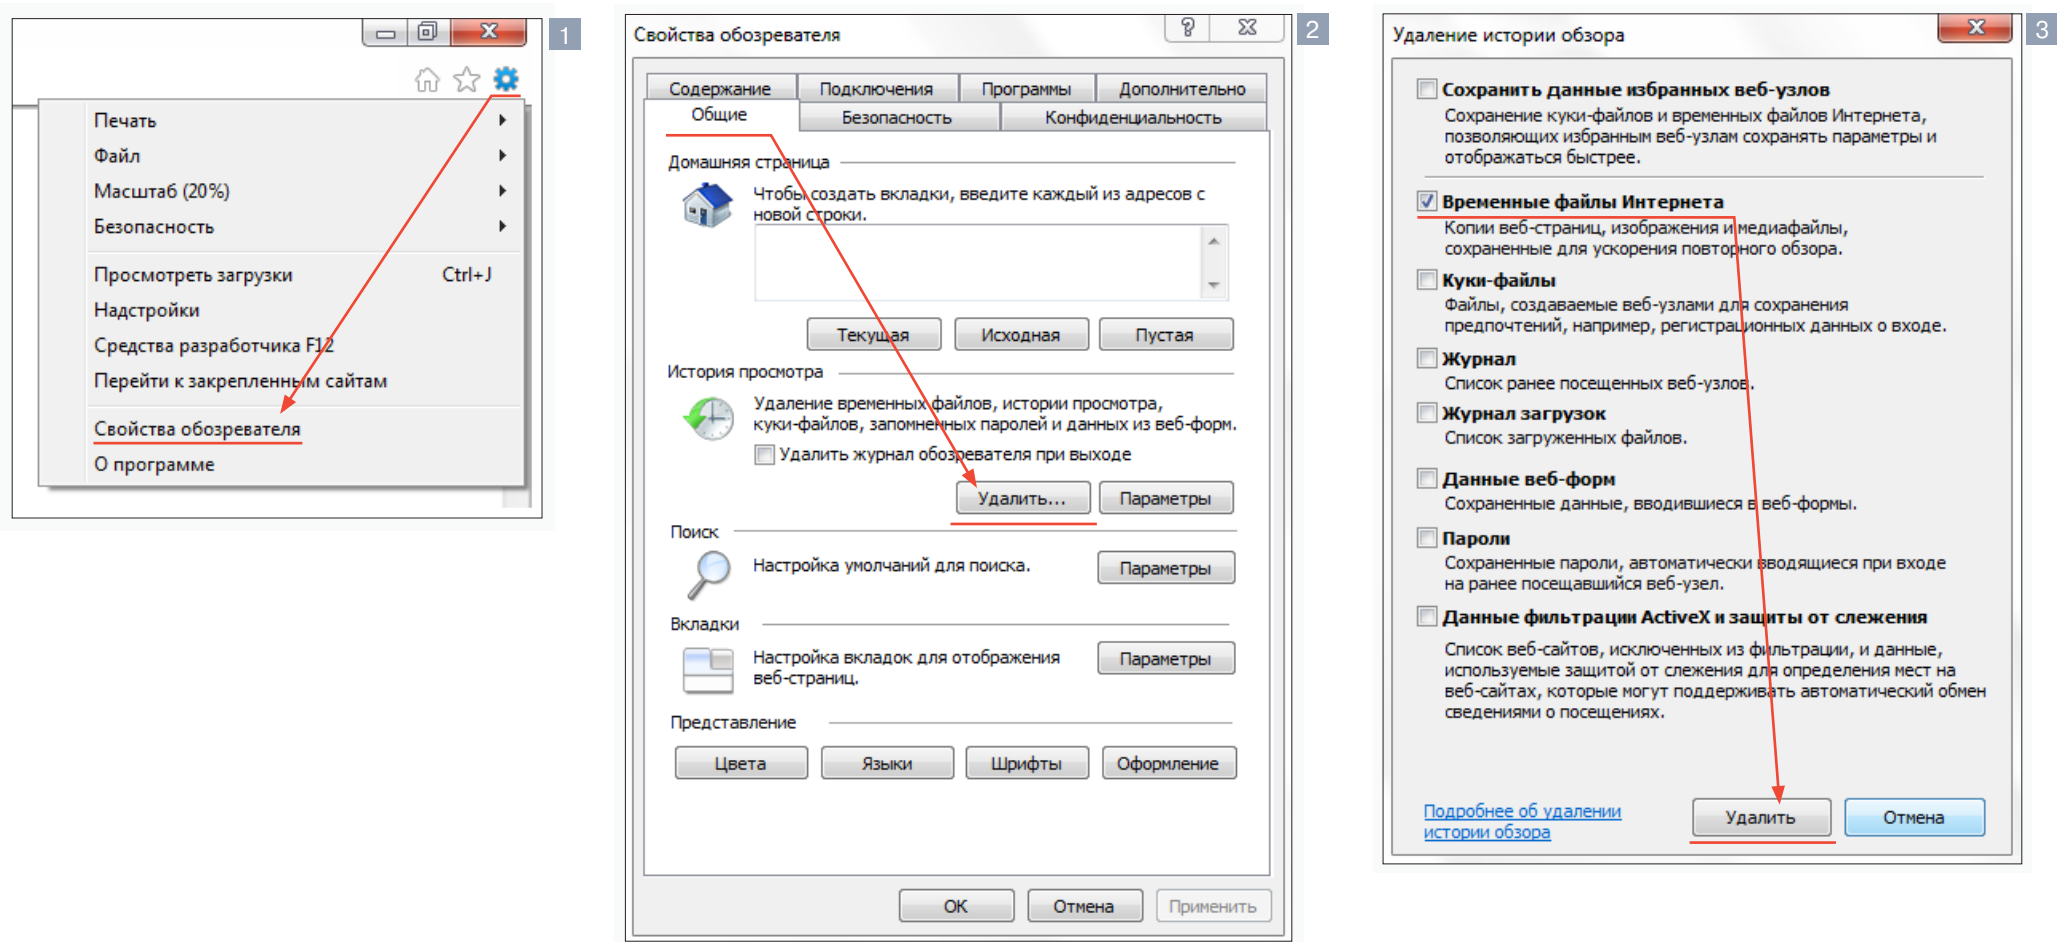 1
Печать
Файл
Масштаб (20%)
Безопасность
Просмотреть загрузки Ctrl+J
Надстройки
Средства разработчика F12
Перейти к закрепленным сайтам
Свойства обозревателя
О программе
2
Свойства обозревателя
Содержание Подключения Программы Дополнительно
Общие Безопасность Конфиденциальность
Домашняя страница
Чтобы создать вкладки, введите каждый из адресов с
новой строки.
Текущая Исходная Пустая
История просмотра
Удаление временных файлов, истории просмотра,
куки-файлов, запомненных паролей и данных из веб-форм.
Удалить журнал обозревателя при выходе
Удалить... Параметры
Поиск
Настройка умолчаний для поиска. Параметры
Вкладки
Настройка вкладок для отображения
веб-страниц.
Параметры
Представление
Цвета Языки Шрифты Оформление
OK Отмена Применить
3
Удаление истории обзора
Сохранить данные избранных веб-узлов
Сохранение куки-файлов и временных файлов Интернета,
позволяющих избранным веб-узлам сохранять параметры и
отображаться быстрее.
Временные файлы Интернета
Копии веб-страниц, изображения и медиафайлы,
сохраненные для ускорения повторного обзора.
Куки-файлы
Файлы, создаваемые веб-узлами для сохранения
предпочтений, например, регистрационных данных о входе.
Журнал
Список ранее посещенных веб-узлов.
Журнал загрузок
Список загруженных файлов.
Данные веб-форм
Сохраненные данные, вводившиеся в веб-формы.
Пароли
Сохраненные пароли, автоматически вводящиеся при входе
на ранее посещавшийся веб-узел.
Данные фильтрации ActiveX и защиты от слежения
Список веб-сайтов, исключенных из фильтрации, и данные,
используемые защитой от слежения для определения мест на
веб-сайтах, которые могут поддерживать автоматический обмен
сведениями о посещениях.
Подробнее об удалении
истории обзора
Удалить Отмена